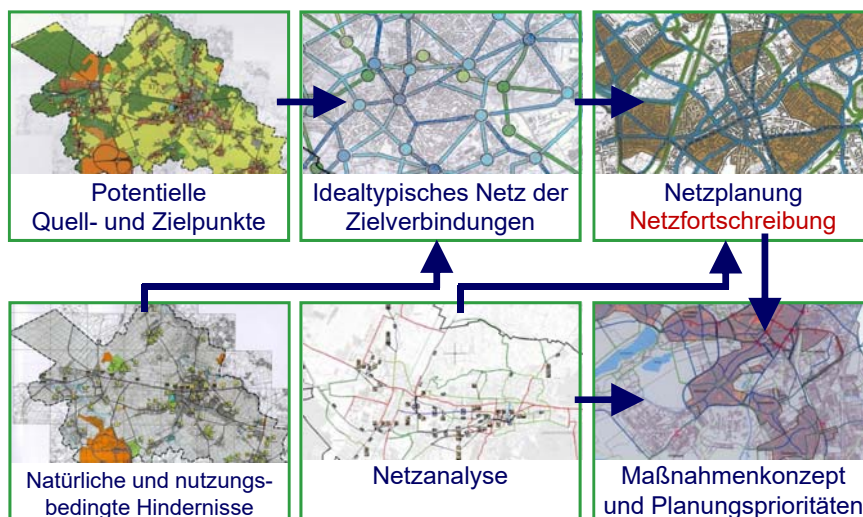 Potentielle
Quell- und Zielpunkte
Idealtypisches Netz der
Zielverbindungen
Netzplanung
Netzfortschreibung
Natürliche und nutzungs-
bedingte Hindernisse
Netzanalyse
Maßnahmenkonzept
und Planungsprioritäten